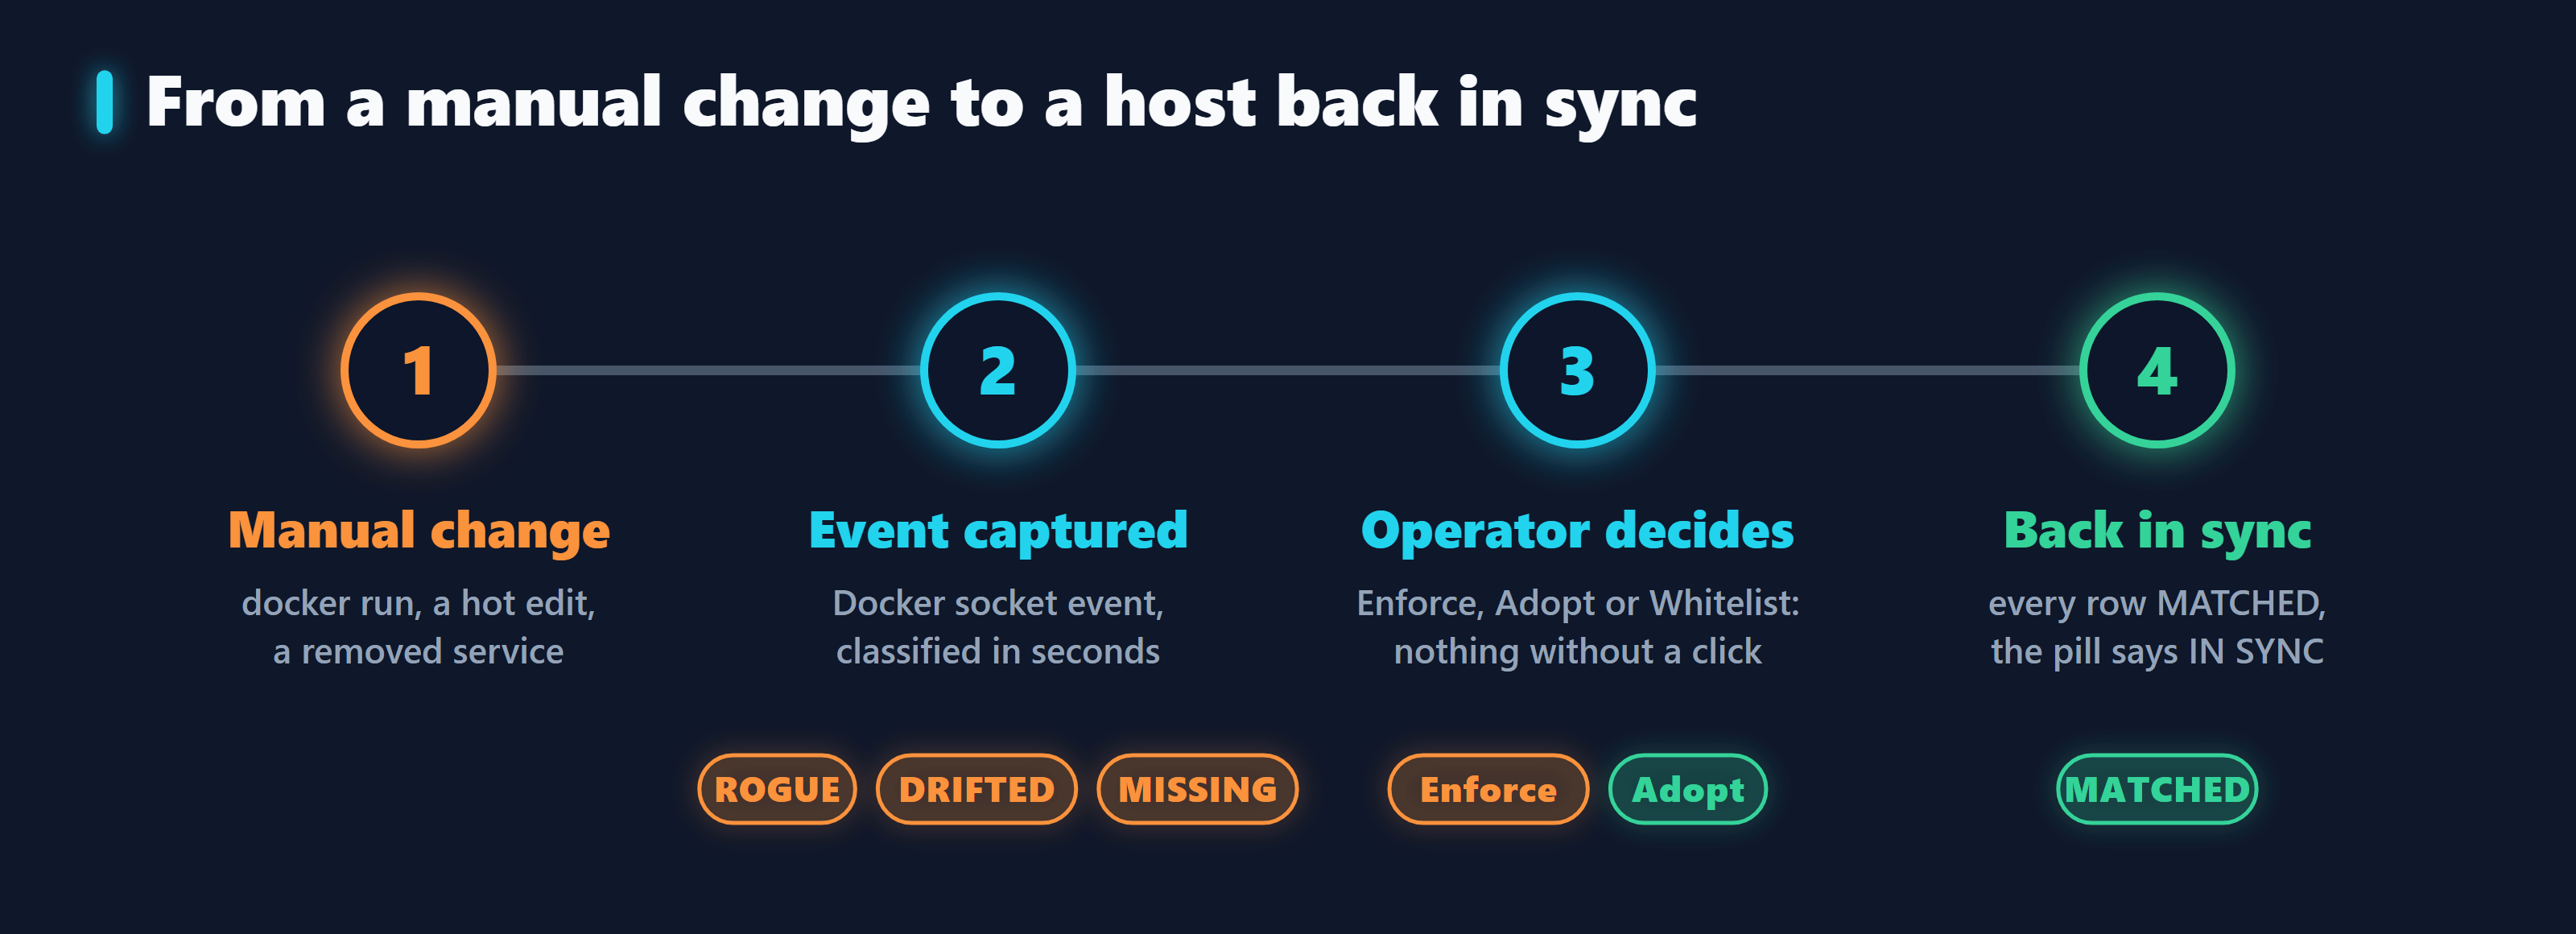 From a manual change to a host back in sync
1
2
3
4
Manual change
docker run, a hot edit,
a removed service
Event captured
Docker socket event,
classified in seconds
ROGUE
DRIFTED
MISSING
Operator decides
Enforce, Adopt or Whitelist:
nothing without a click
Enforce
Adopt
Back in sync
every row MATCHED,
the pill says IN SYNC
MATCHED